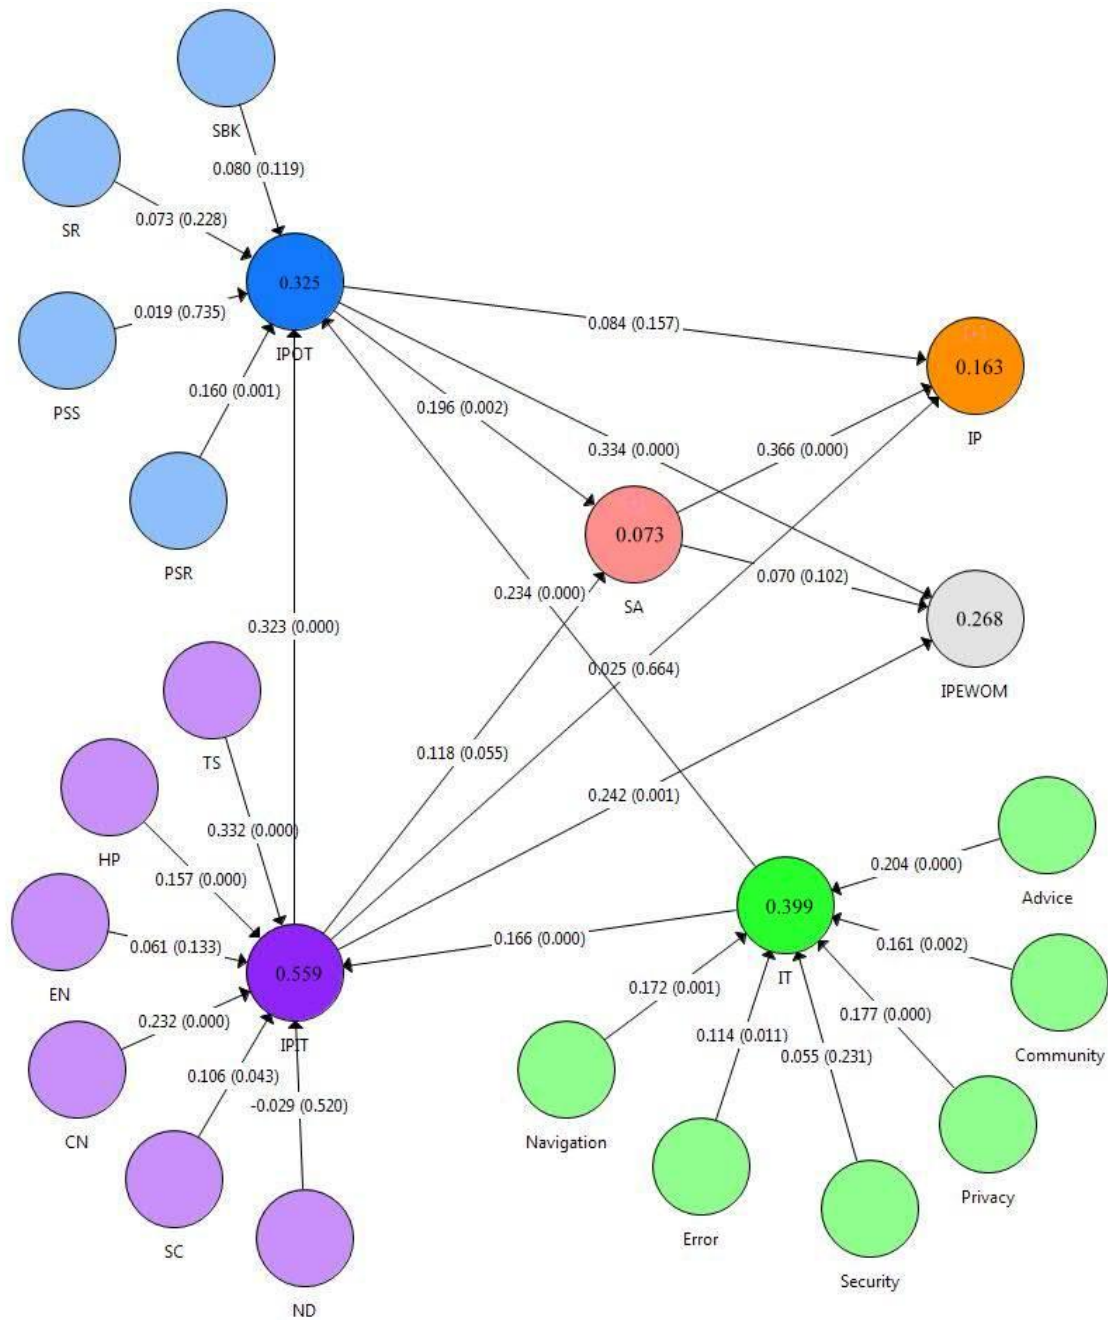 SBK
0.080 (0.119)
SR
0.073 (0.228)
0.325
IPOT
0.019 (0.735)
PSS
0.084 (0.157)
0.163
IP
0.160 (0.001)
0.196 (0.002)
0.334 (0.000)
0.366 (0.000)
PSR
0.073
SA
0.234 (0.000)
0.070 (0.102)
0.268
IPEWOM
0.323 (0.000)
0.025 (0.664)
TS
0.118 (0.055)
0.242 (0.001)
0.332 (0.000)
HP
0.157 (0.000)
0.204 (0.000)
Advice
0.399
IT
0.061 (0.133)
0.166 (0.000)
0.161 (0.002)
EN
0.559
IPIT
0.172 (0.001)
0.177 (0.000)
0.232 (0.000)
0.114 (0.011)
0.055 (0.231)
Community
0.106 (0.043)
-0.029 (0.520)
CN
Navigation
Privacy
SC
Error
Security
ND